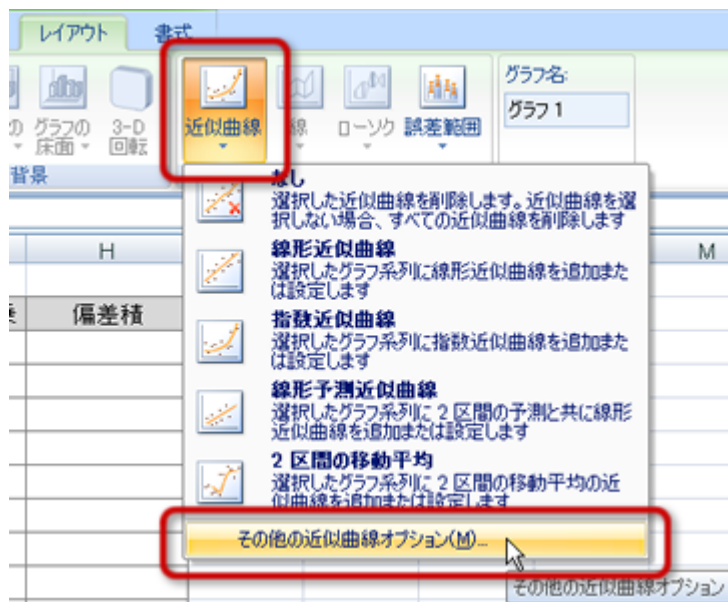 レイアウト 書式
グラフの 床面
3-D 回転
近似曲線
線
ローソク
誤差範囲
グラフ名:
グラフ 1
背景
なし
選択した近似曲線を削除します。近似曲線を選
択しない場合、すべての近似曲線を削除します
H
M
線形近似曲線
選択したグラフ系列に線形近似曲線を追加また
は設定します
偏差積
指数近似曲線
選択したグラフ系列に指数近似曲線を追加また
は設定します
線形予測近似曲線
選択したグラフ系列に 2 区間の予測と共に線形
近似曲線を追加または設定します
2 区間の移動平均
選択したグラフ系列に 2 区間の移動平均の近
似曲線を追加または設定します
その他の近似曲線オプション(M)...
その他の近似曲線オプション